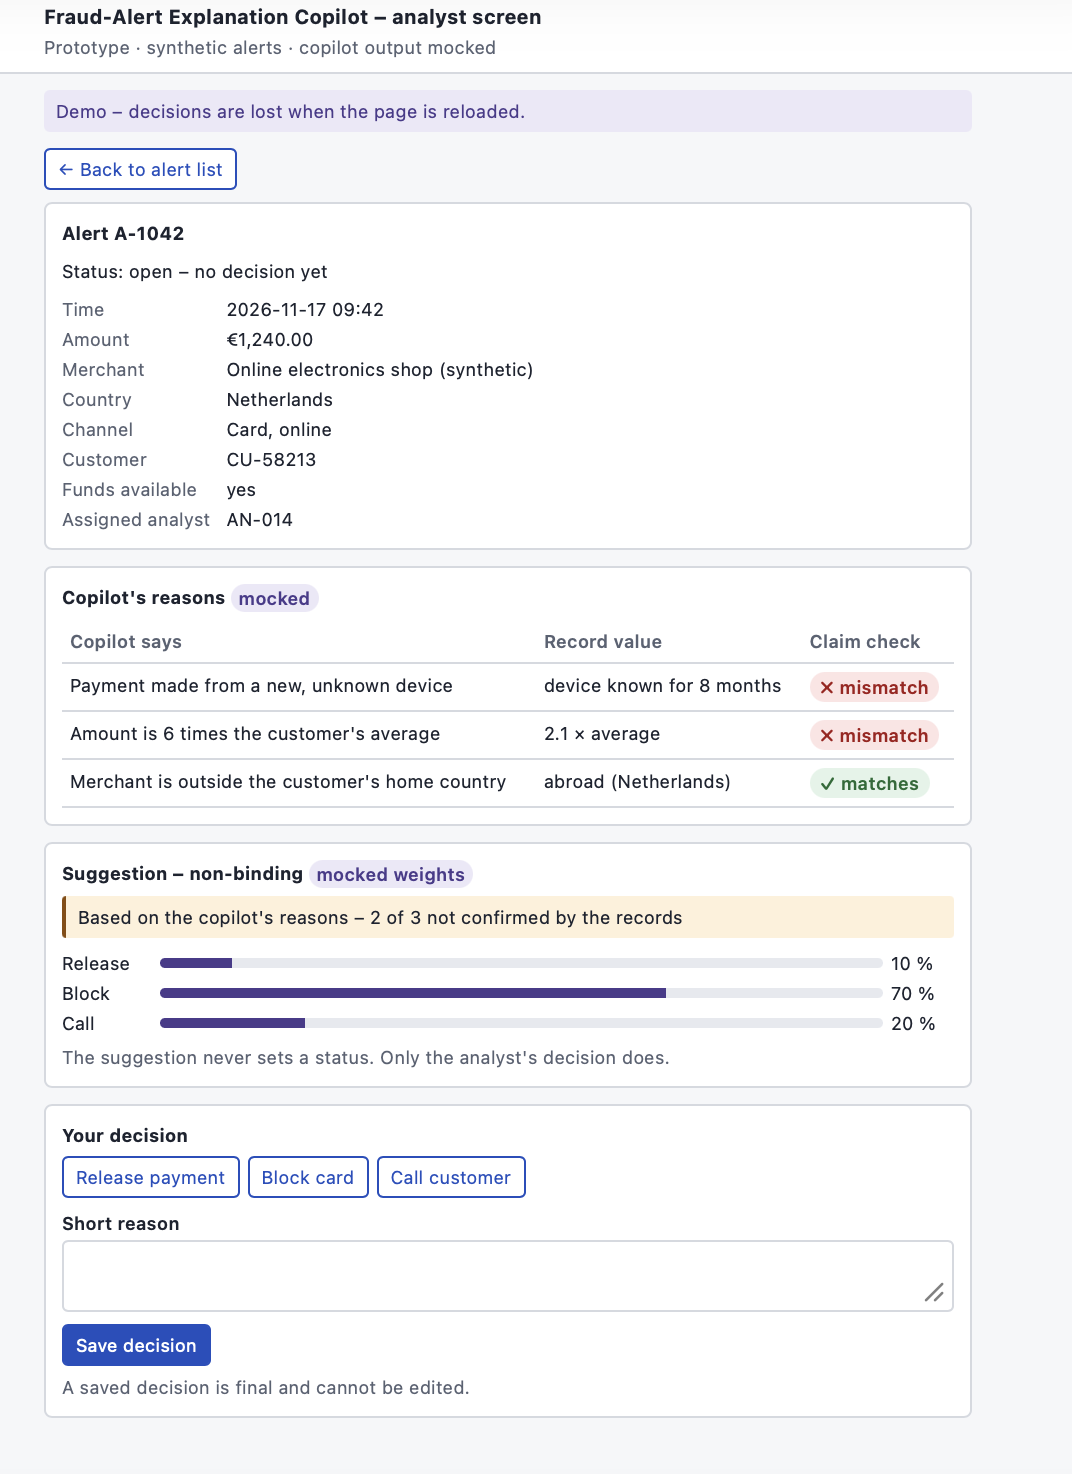 Fraud-Alert Explanation Copilot – analyst screen
Prototype · synthetic alerts · copilot output mocked
Demo – decisions are lost when the page is reloaded.
← Back to alert list
Alert A-1042
Status: open – no decision yet
Time 2026-11-17 09:42
Amount €1,240.00
Merchant Online electronics shop (synthetic)
Country Netherlands
Channel Card, online
Customer CU-58213
Funds available yes
Assigned analyst AN-014
Copilot's reasons mocked
Copilot says Record value Claim check
Payment made from a new, unknown device device known for 8 months ✕ mismatch
Amount is 6 times the customer's average 2.1 × average ✕ mismatch
Merchant is outside the customer's home country abroad (Netherlands) ✓ matches
Suggestion – non-binding mocked weights
Based on the copilot's reasons – 2 of 3 not confirmed by the records
Release 10 %
Block 70 %
Call 20 %
The suggestion never sets a status. Only the analyst's decision does.
Your decision
Release payment Block card Call customer
Short reason
Save decision
A saved decision is final and cannot be edited.